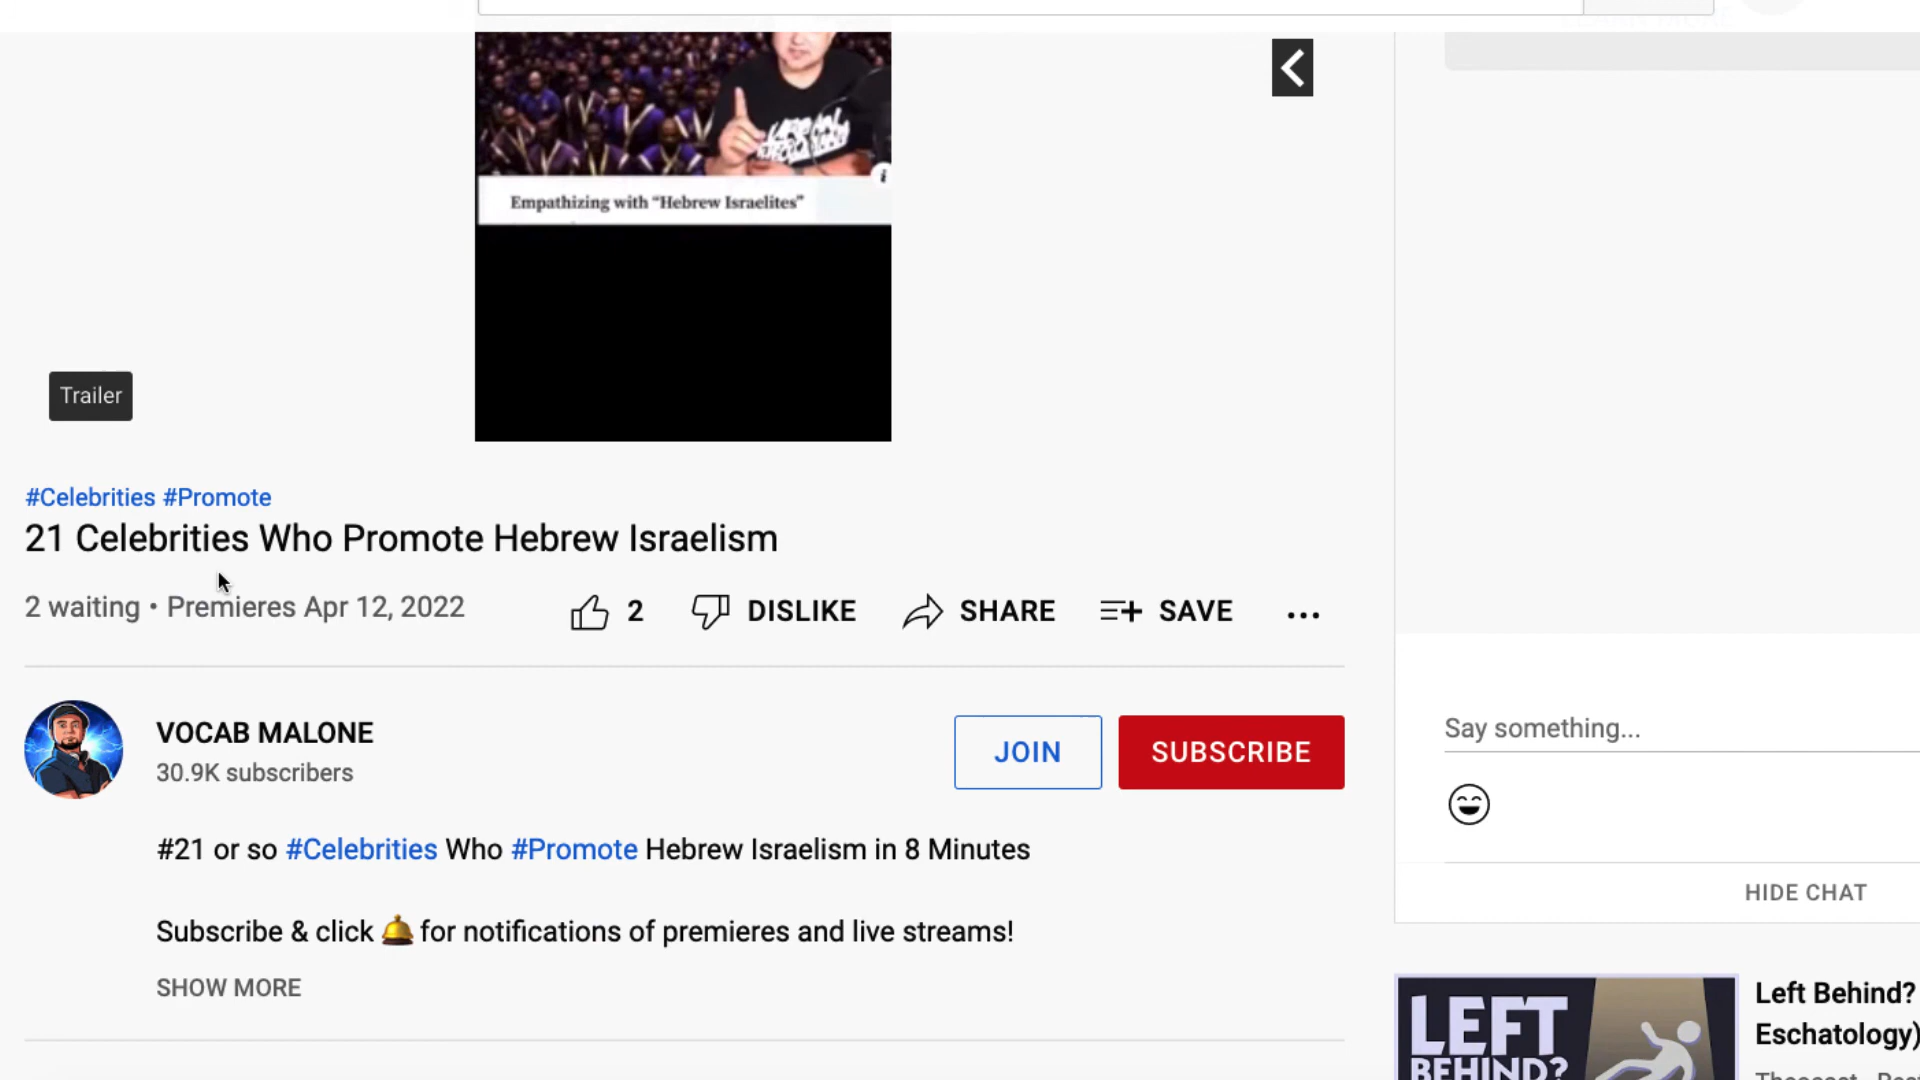 Empathizing with “Hebrew Israelites”
Trailer
#Celebrities #Promote
21 Celebrities Who Promote Hebrew Israelism
2 waiting • Premieres Apr 12, 2022
2 DISLIKE SHARE SAVE ...
VOCAB MALONE
30.9K subscribers
JOIN SUBSCRIBE
#21 or so #Celebrities Who #Promote Hebrew Israelism in 8 Minutes
Subscribe & click 🛎 for notifications of premieres and live streams!
SHOW MORE
Say something...
HIDE CHAT
LEFT
BEHIND?
Left Behind?
Eschatology)